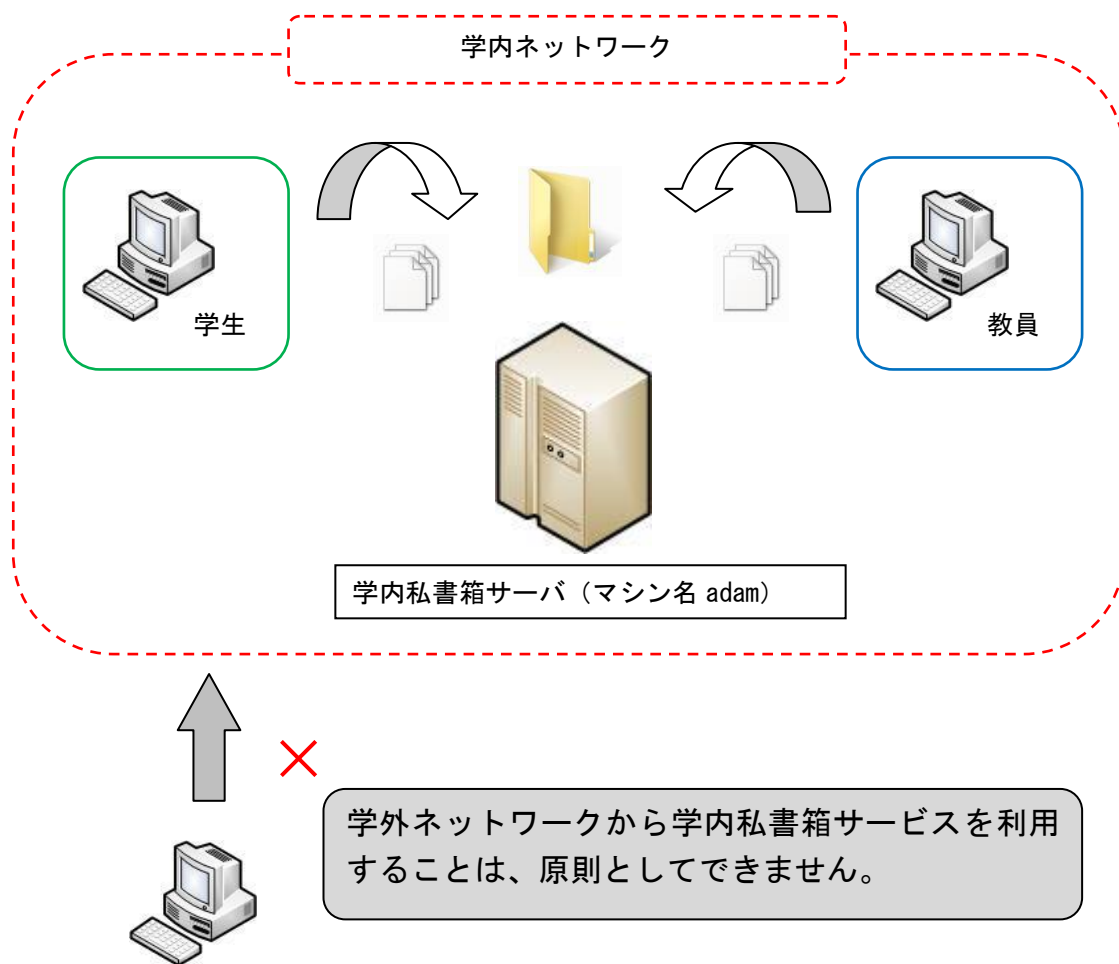 学内ネットワーク
学生
教員
学内私書箱サーバ（マシン名 adam）
学外ネットワークから学内私書箱サービスを利用
することは、原則としてできません。